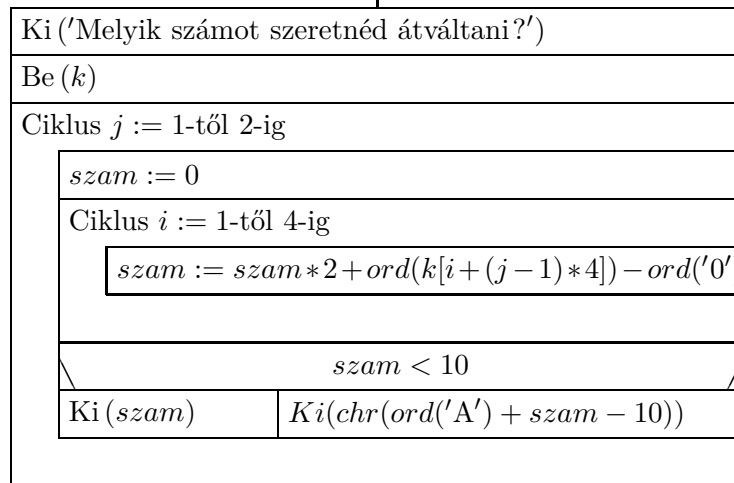 Ki('Melyik számot szeretnéd átváltani?')
Be(k)
Ciklus j := 1-től 2-ig
szam := 0
Ciklus i := 1-től 4-ig
szam := szam*2+ord(k[i+(j−1)*4])−ord('0'
szam < 10
Ki(szam) Ki(chr(ord('A') + szam − 10))